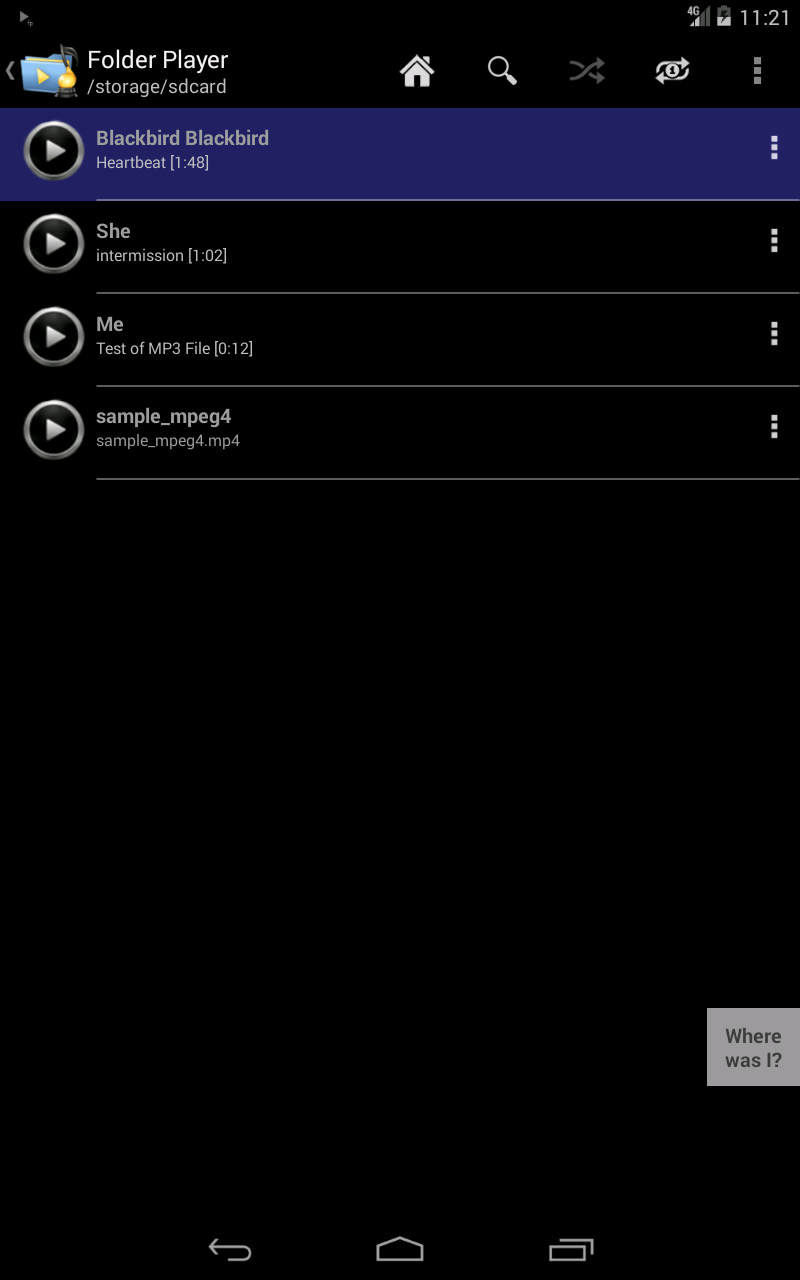 4G 11:21
Folder Player
/storage/sdcard
1
Blackbird Blackbird
Heartbeat [1:48]
She
intermission [1:02]
Me
Test of MP3 File [0:12]
sample_mpeg4
sample_mpeg4.mp4
Where
was I?